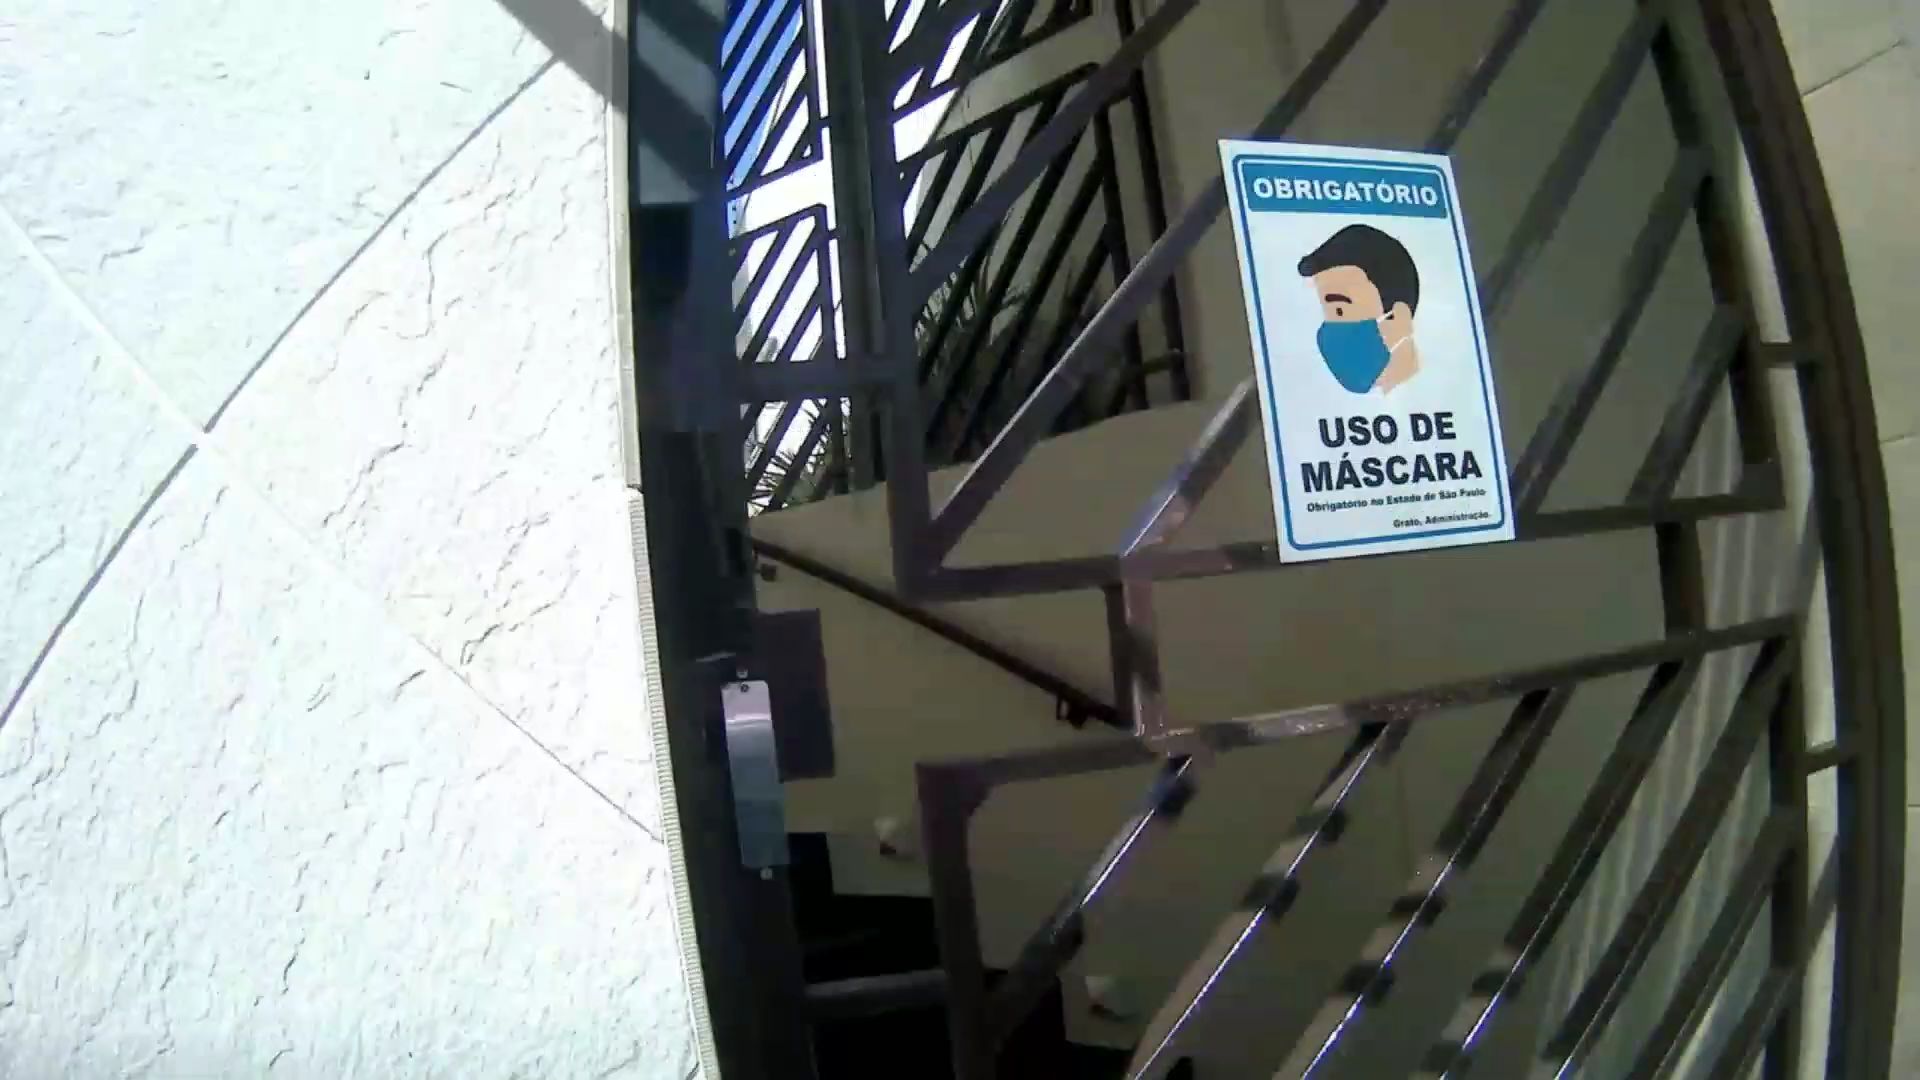 OBRIGATÓRIO
USO DE
MÁSCARA
Obrigatório no Estado de São Paulo
Grato, Administração.